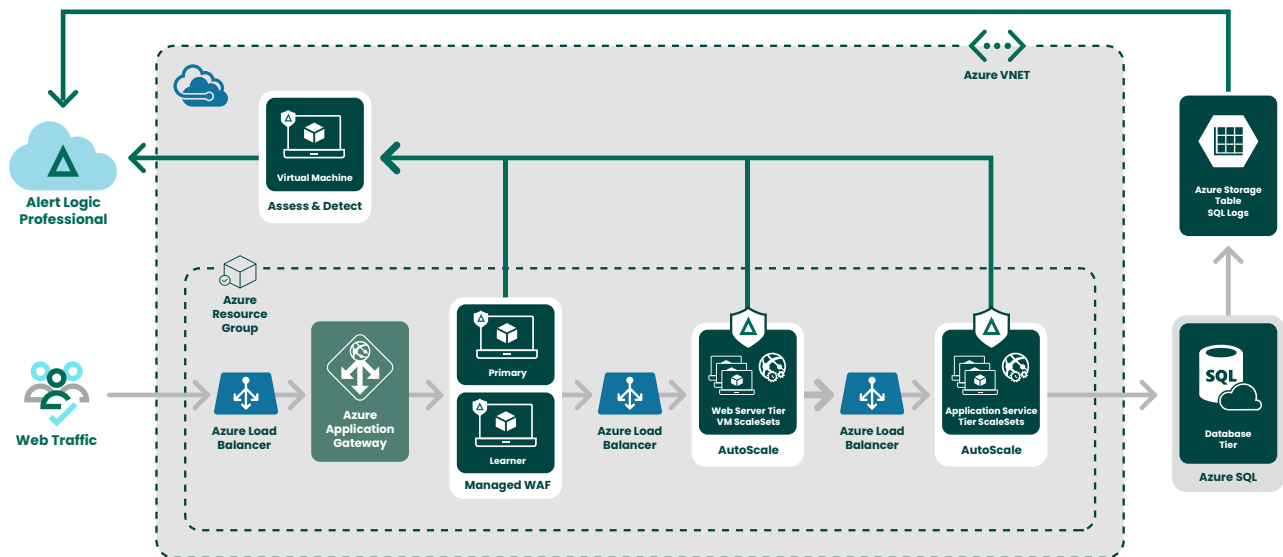 Azure VNET
Virtual Machine
Assess & Detect
Alert Logic
Professional
Azure Storage
Table
SQL Logs
Azure
Resource
Group
Web Traffic
Azure Load
Balancer
Azure
Application
Gateway
Primary
Learner
Managed WAF
Azure Load
Balancer
Web Server Tier
VM ScaleSets
AutoScale
Azure Load
Balancer
Application Service
Tier ScaleSets
AutoScale
SQL
Database
Tier
Azure SQL